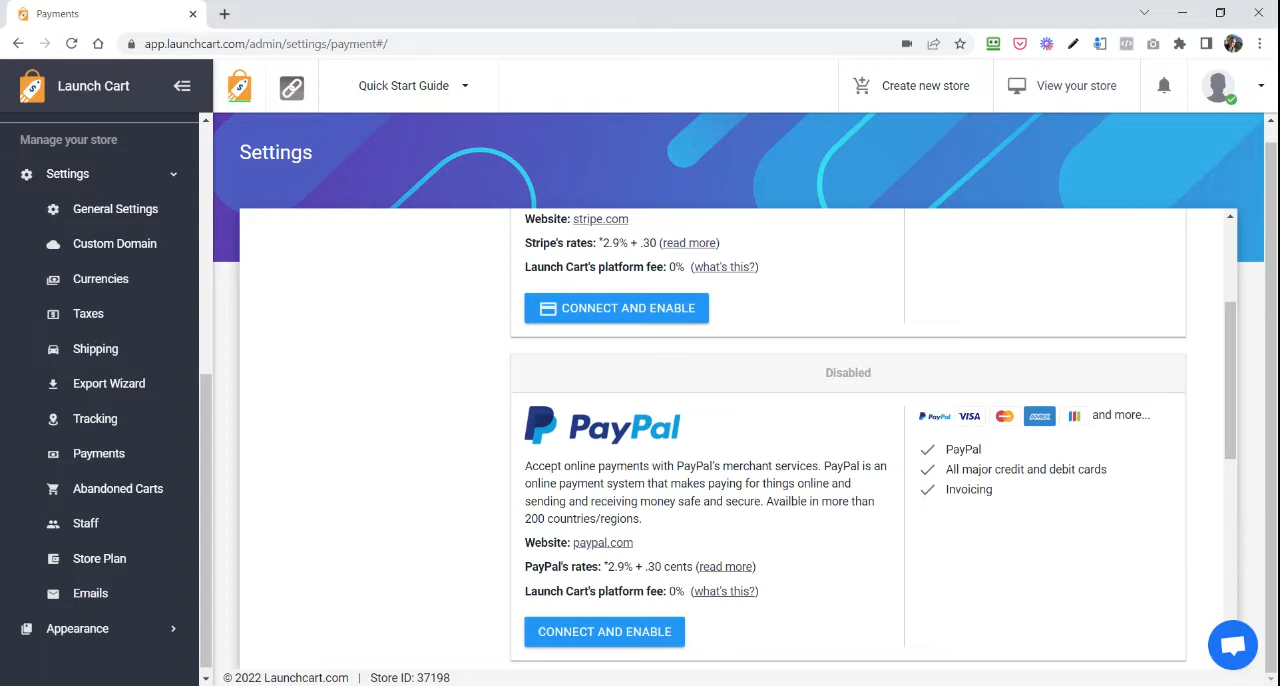 Payments
app.launchcart.com/admin/settings/payment#/
Launch Cart
Quick Start Guide
Create new store
View your store
Manage your store
Settings
General Settings
Custom Domain
Currencies
Taxes
Shipping
Export Wizard
Tracking
Payments
Abandoned Carts
Staff
Store Plan
Emails
Appearance
Settings
Website: stripe.com
Stripe's rates: *2.9% + .30 (read more)
Launch Cart's platform fee: 0% (what's this?)
CONNECT AND ENABLE
Disabled
PayPal
Accept online payments with PayPal's merchant services. PayPal is an
online payment system that makes paying for things online and
sending and receiving money safe and secure. Availble in more than
200 countries/regions.
Website: paypal.com
PayPal's rates: *2.9% + .30 cents (read more)
Launch Cart's platform fee: 0% (what's this?)
CONNECT AND ENABLE
PayPal VISA AMEX and more...
PayPal
All major credit and debit cards
Invoicing
© 2022 Launchcart.com | Store ID: 37198